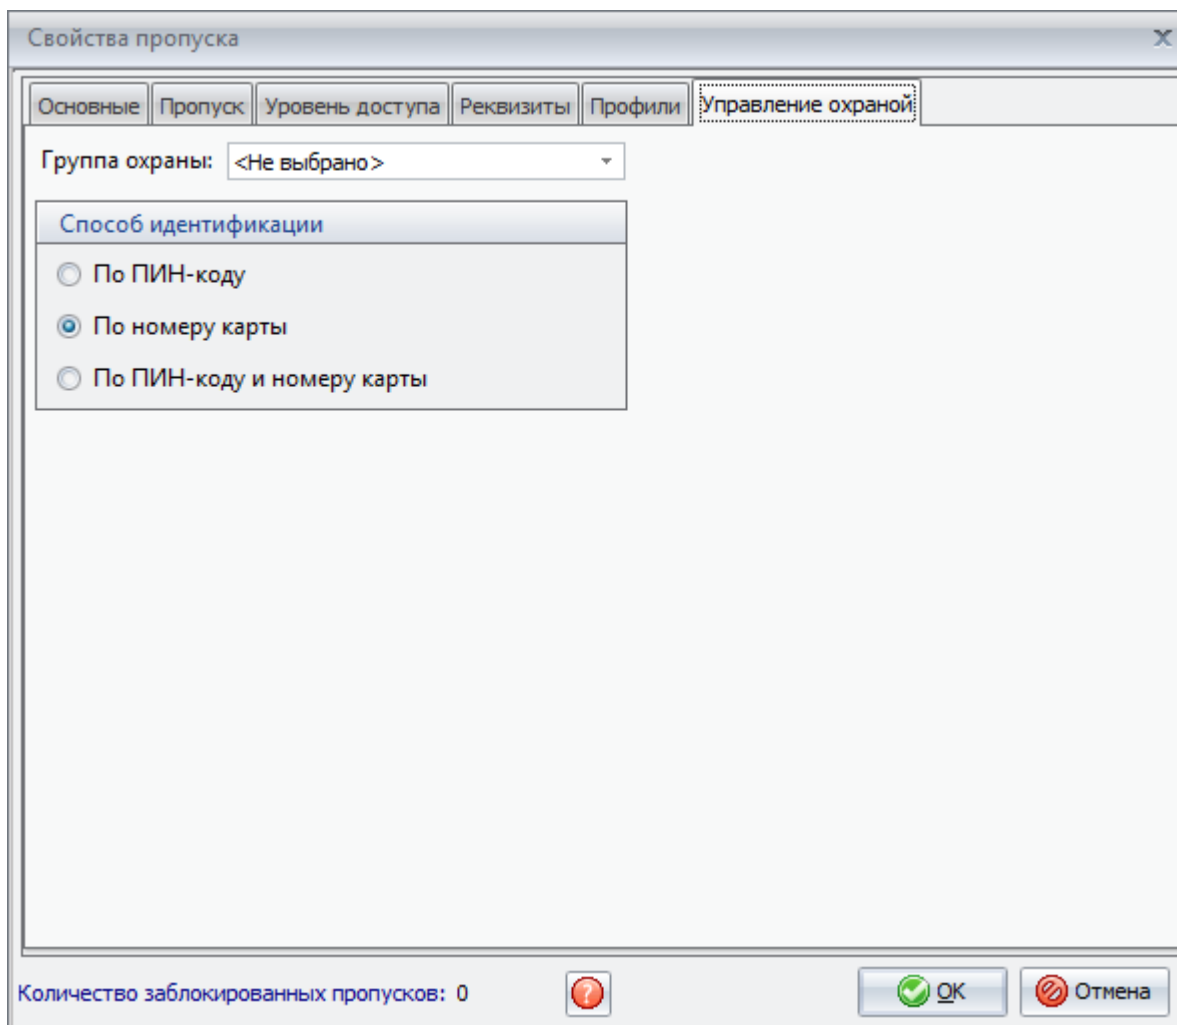 Свойства пропуска
Основные Пропуск Уровень доступа Реквизиты Профили Управление охраной
Группа охраны: <Не выбрано>
Способ идентификации
По ПИН-коду
По номеру карты
По ПИН-коду и номеру карты
Количество заблокированных пропусков: 0 ? OK Отмена